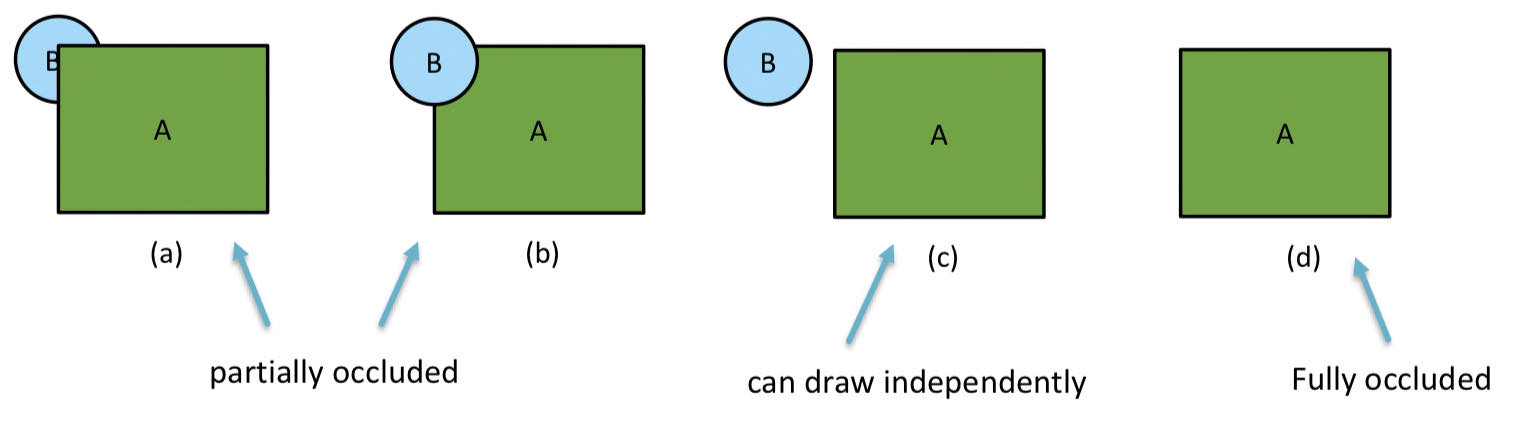 B
A
(a)
B
A
(b)
B
A
(c)
A
(d)
partially occluded
can draw independently
Fully occluded